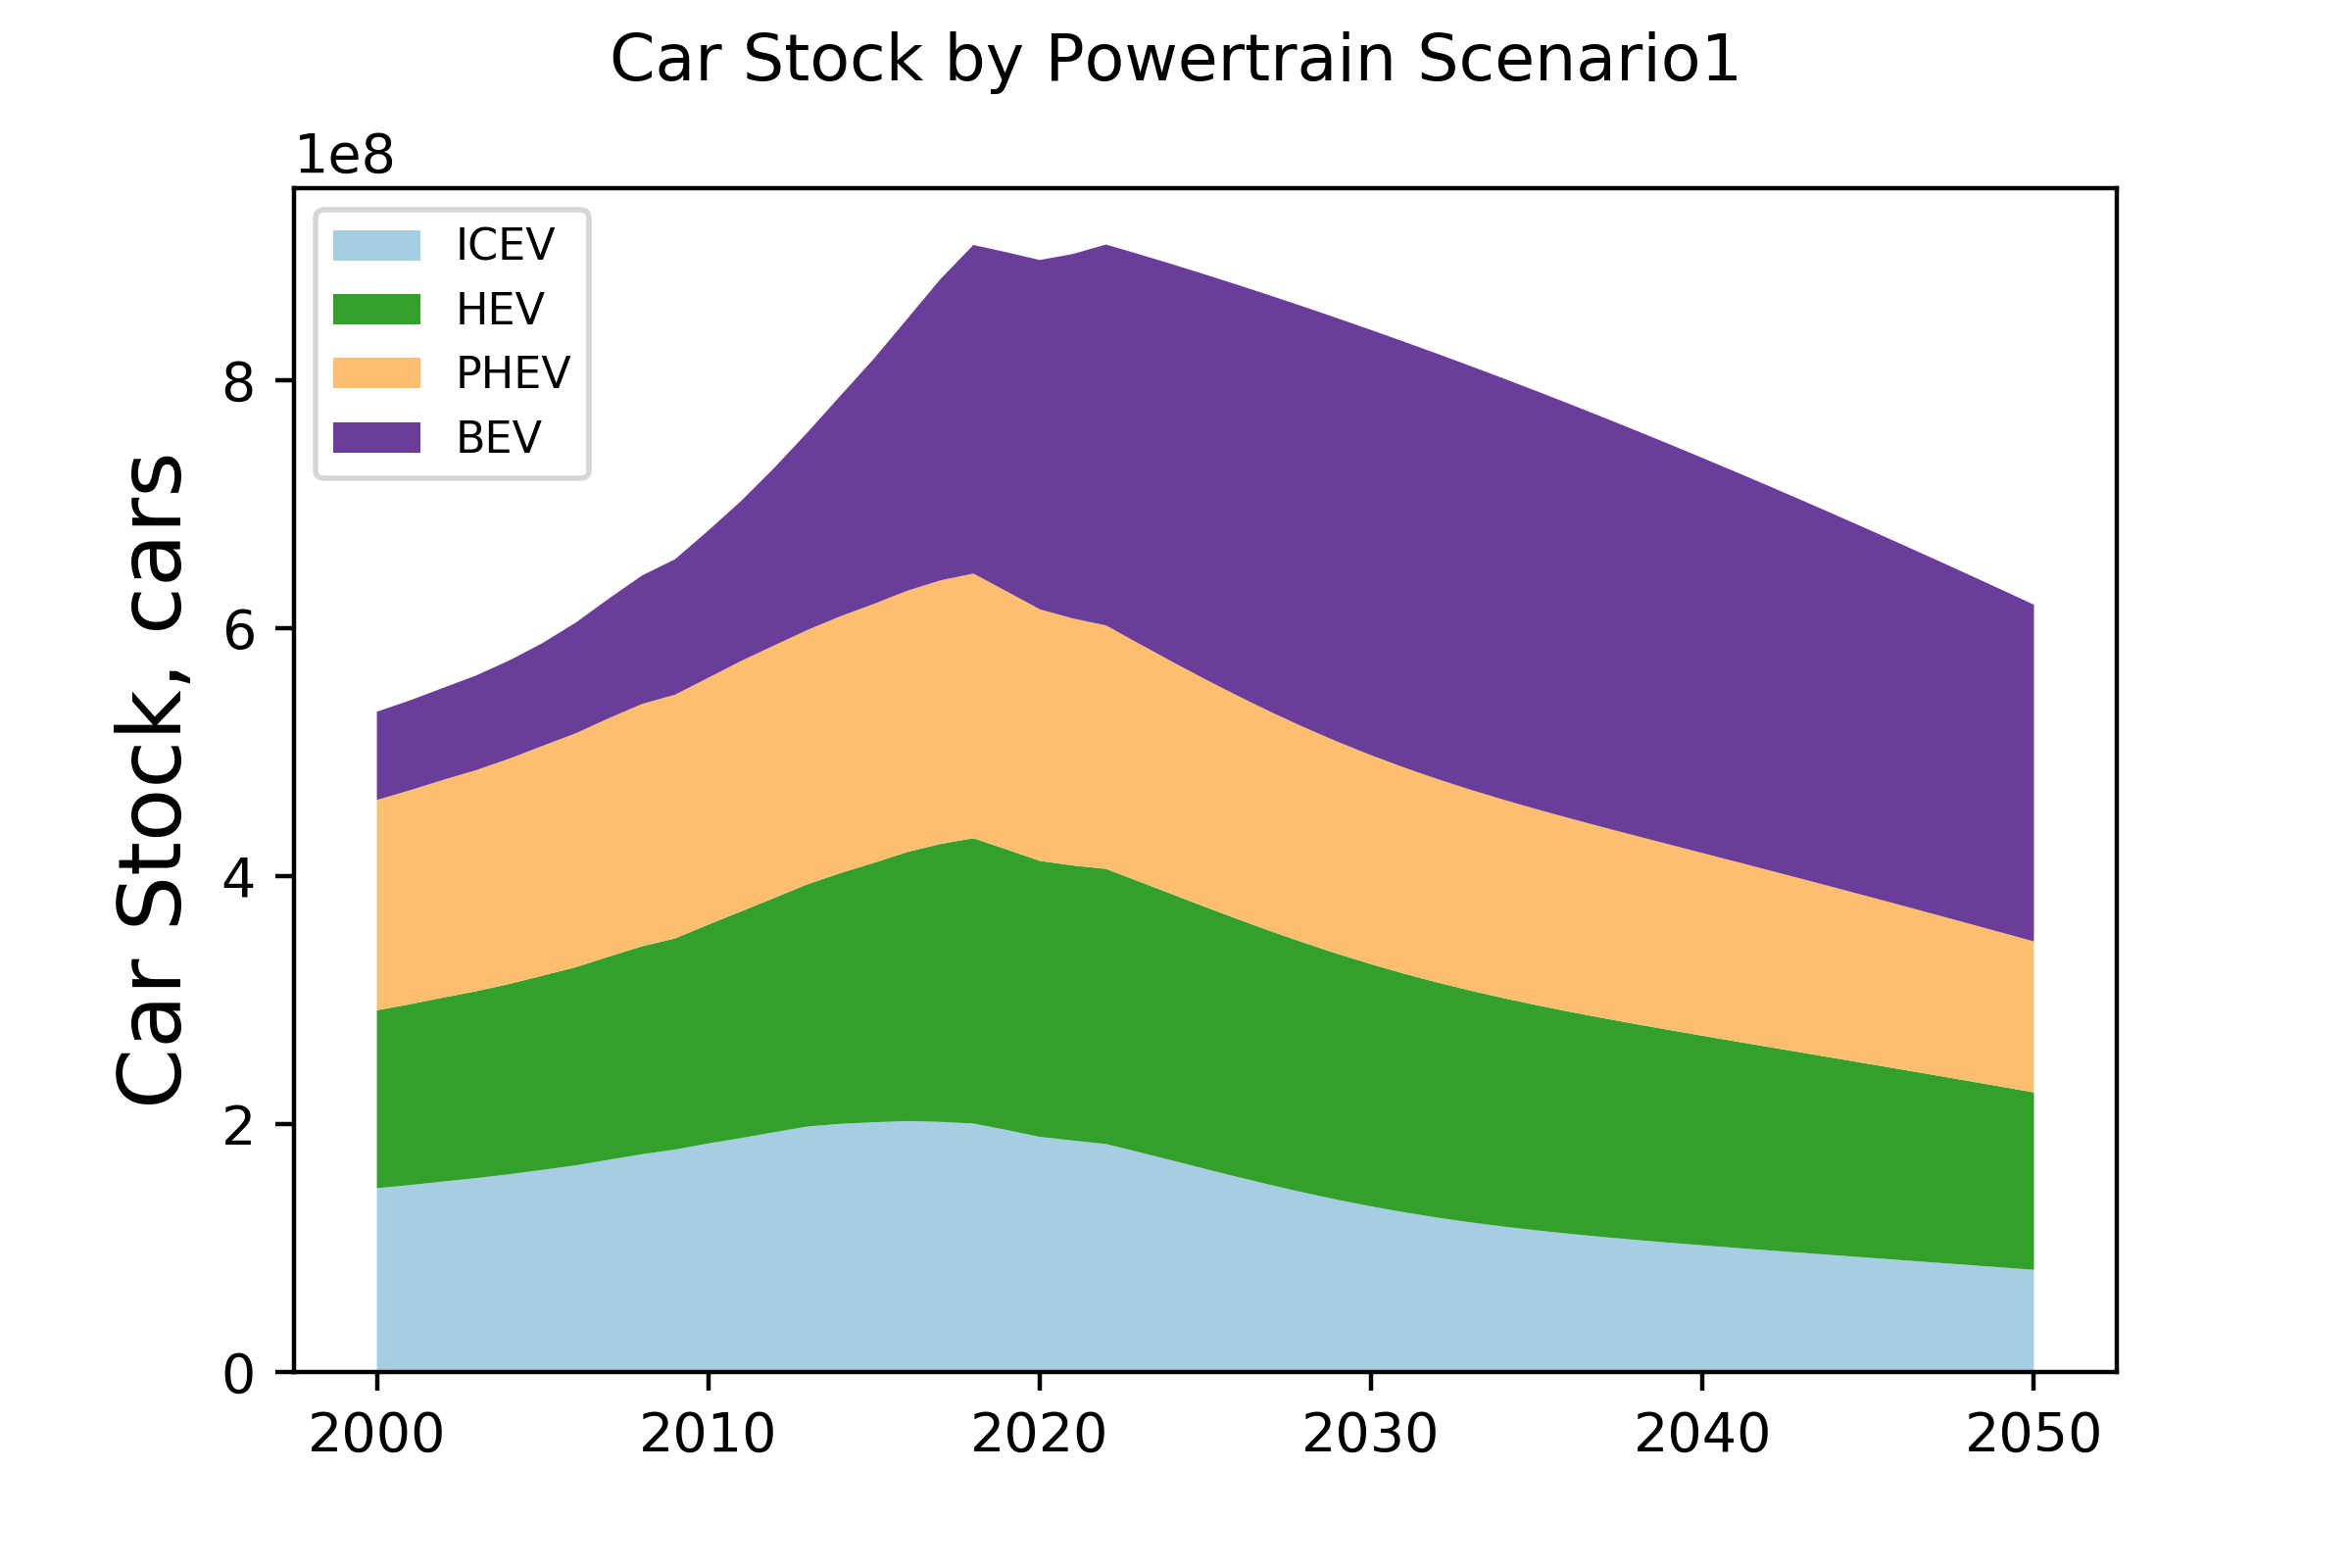 Car Stock by Powertrain Scenario1
1e8
ICEV
HEV
PHEV
BEV
Car Stock, cars
8
6
4
2
0
2000 2010 2020 2030 2040 2050